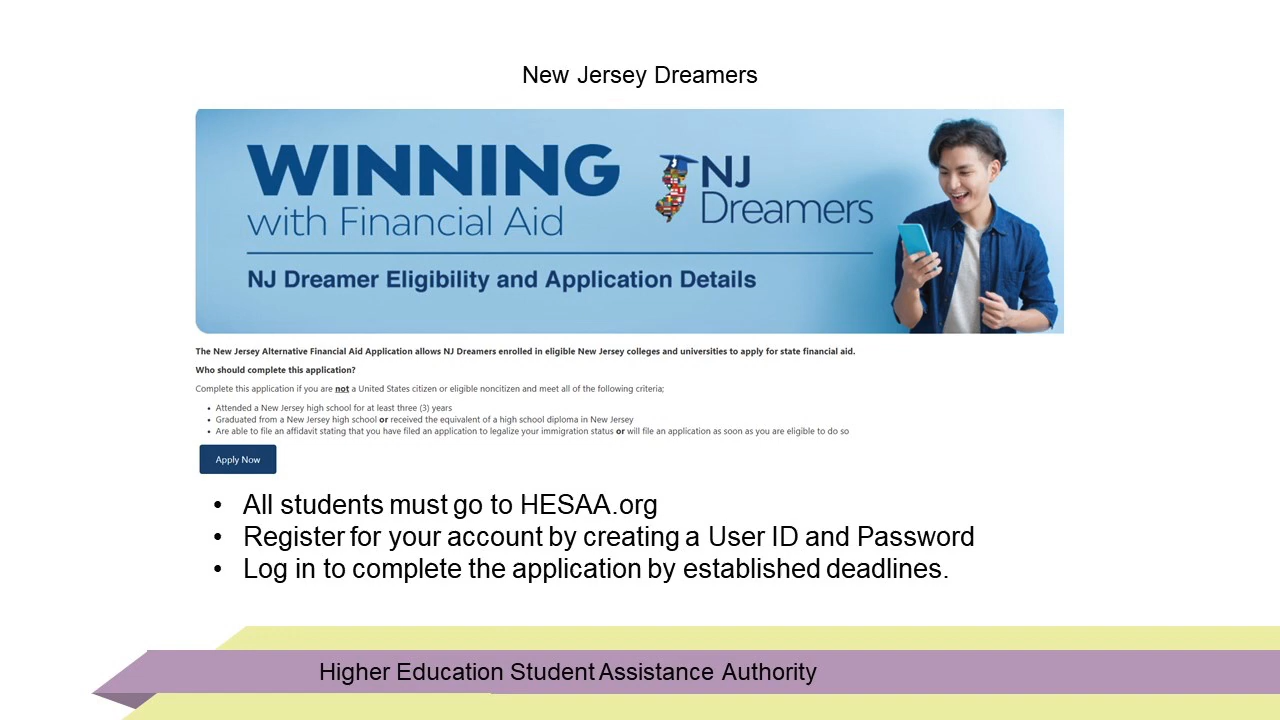 New Jersey Dreamers
WINNING
with Financial Aid
NJ
Dreamers
NJ Dreamer Eligibility and Application Details
The New Jersey Alternative Financial Aid Application allows NJ Dreamers enrolled in eligible New Jersey colleges and universities to apply for state financial aid.
Who should complete this application?
Complete this application if you are not a United States citizen or eligible noncitizen and meet all of the following criteria;
• Attended a New Jersey high school for at least three (3) years
• Graduated from a New Jersey high school or received the equivalent of a high school diploma in New Jersey
• Are able to file an affidavit stating that you have filed an application to legalize your immigration status or will file an application as soon as you are eligible to do so
Apply Now
• All students must go to HESAA.org
• Register for your account by creating a User ID and Password
• Log in to complete the application by established deadlines.
Higher Education Student Assistance Authority